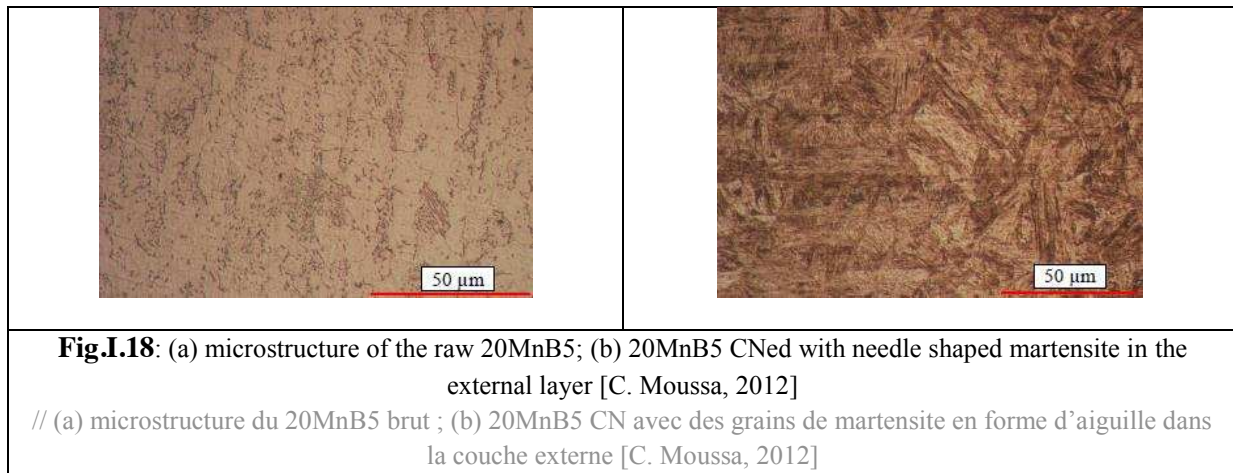 50 µm
50 µm
Fig.I.18: (a) microstructure of the raw 20MnB5; (b) 20MnB5 CNed with needle shaped martensite in the
external layer [C. Moussa, 2012]
// (a) microstructure du 20MnB5 brut ; (b) 20MnB5 CN avec des grains de martensite en forme d’aiguille dans
la couche externe [C. Moussa, 2012]